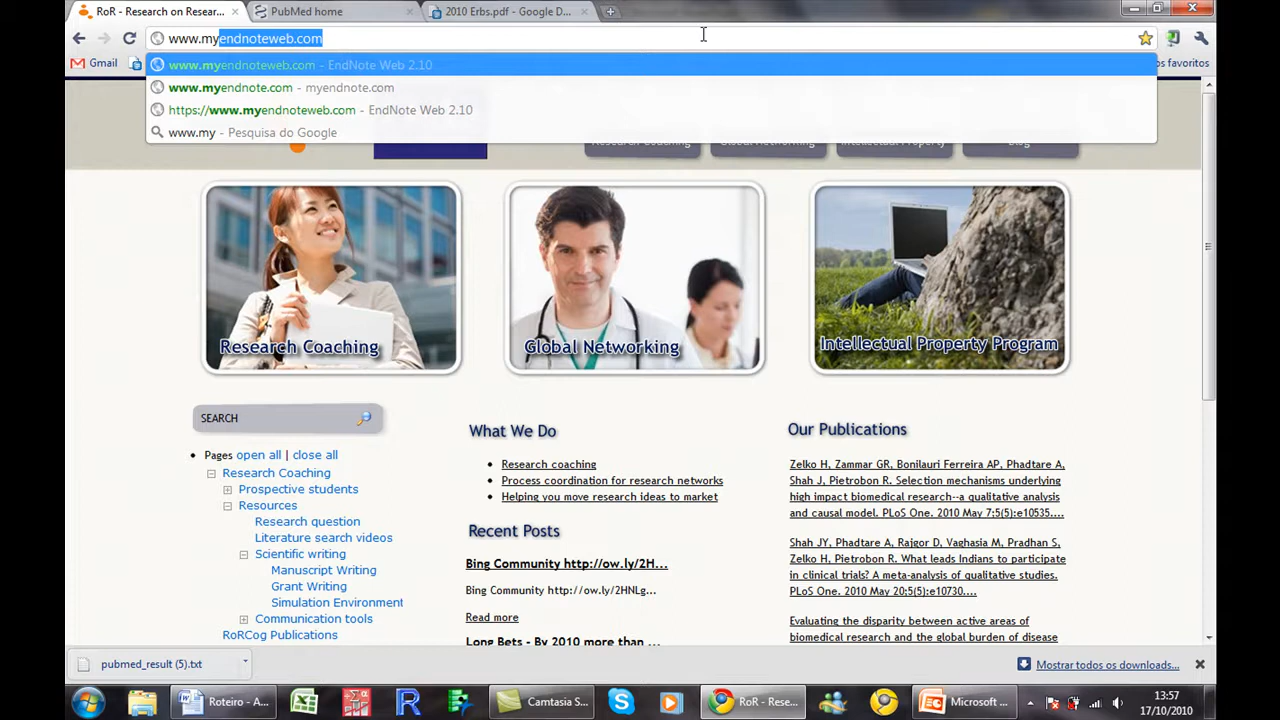 RoR - Research on Resear...
PubMed home
2010 Erbs.pdf - Google D...
www.myendnoteweb.com
Gmail
os favoritos
www.myendnoteweb.com - EndNote Web 2.10
www.myendnote.com - myendnote.com
https://www.myendnoteweb.com - EndNote Web 2.10
www.my - Pesquisa do Google
Research Coaching
Global Networking
Intellectual Property
Blog
Research Coaching
Global Networking
Intellectual Property Program
SEARCH
Pages open all | close all
Research Coaching
Prospective students
Resources
Research question
Literature search videos
Scientific writing
Manuscript Writing
Grant Writing
Simulation Environment
Communication tools
RoRCog Publications
What We Do
Research coaching
Process coordination for research networks
Helping you move research ideas to market
Recent Posts
Bing Community http://ow.ly/2H...
Bing Community http://ow.ly/2HNLg...
Read more
Long Bets - By 2010 more than ...
Our Publications
Zelko H, Zammar GR, Bonilauri Ferreira AP, Phadtare A,
Shah J, Pietrobon R. Selection mechanisms underlying
high impact biomedical research--a qualitative analysis
and causal model. PLoS One. 2010 May 7;5(5):e10535....
Shah JY, Phadtare A, Rajgor D, Vaghasia M, Pradhan S,
Zelko H, Pietrobon R. What leads Indians to participate
in clinical trials? A meta-analysis of qualitative studies.
PLoS One. 2010 May 20;5(5):e10730....
Evaluating the disparity between active areas of
biomedical research and the global burden of disease
pubmed_result (5).txt
Mostrar todos os downloads...
Roteiro - A...
Camtasia S...
RoR - Rese...
Microsoft ...
13:57
17/10/2010